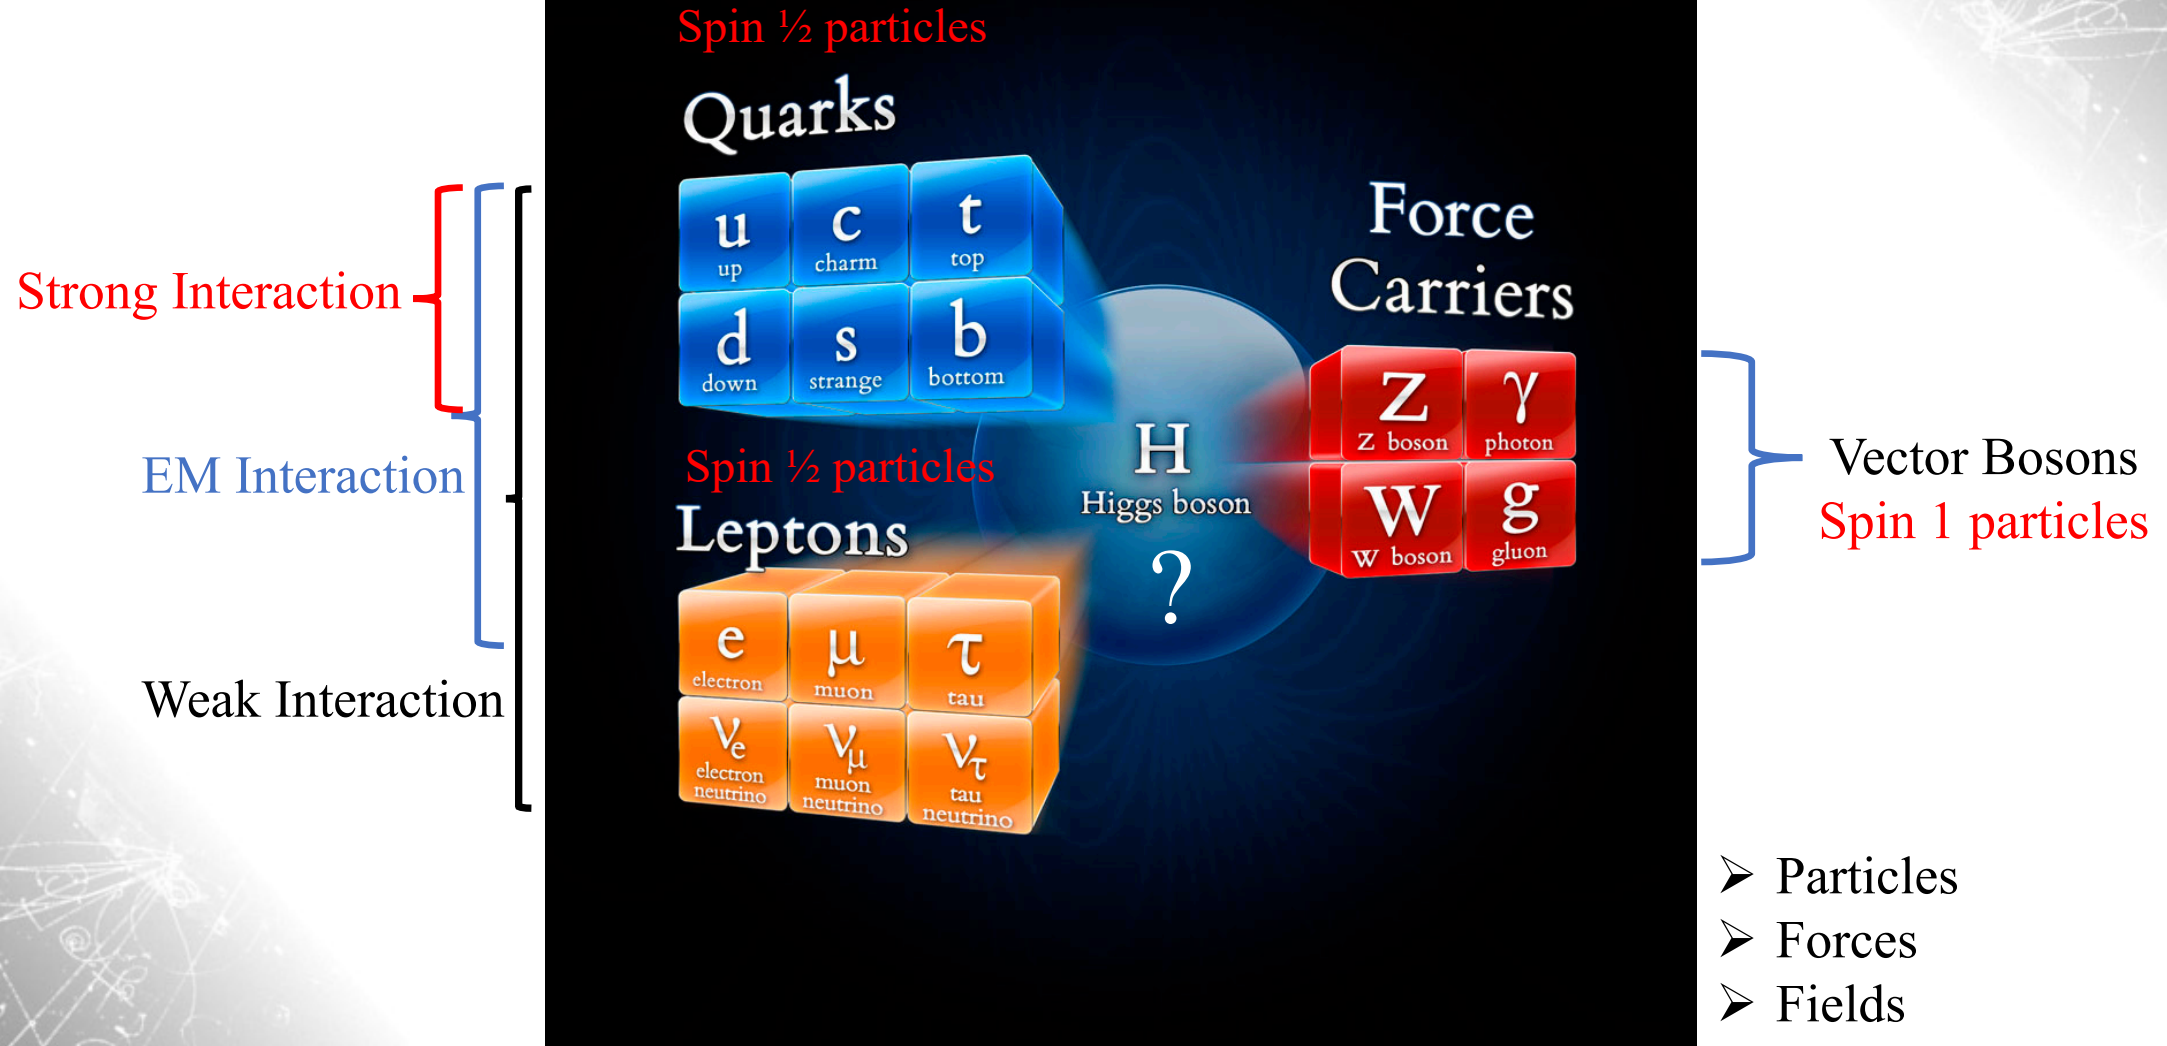 Spin ½ particles
Quarks
u
up
c
charm
t
top
d
down
s
strange
b
bottom
Strong Interaction
EM Interaction
Weak Interaction
Spin ½ particles
Leptons
e
electron
μ
muon
τ
tau
νe
electron
neutrino
νμ
muon
neutrino
ντ
tau
neutrino
H
Higgs boson
?
Force
Carriers
Z
Z boson
γ
photon
W
W boson
g
gluon
Vector Bosons
Spin 1 particles
➢ Particles
➢ Forces
➢ Fields